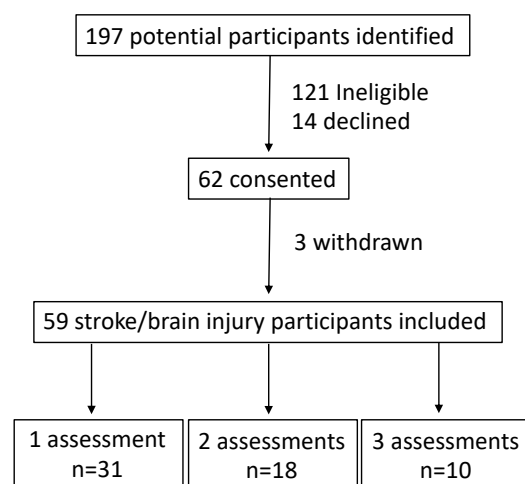 197 potential participants identified
121 Ineligible
14 declined
62 consented
3 withdrawn
59 stroke/brain injury participants included
1 assessment
n=31
2 assessments
n=18
3 assessments
n=10